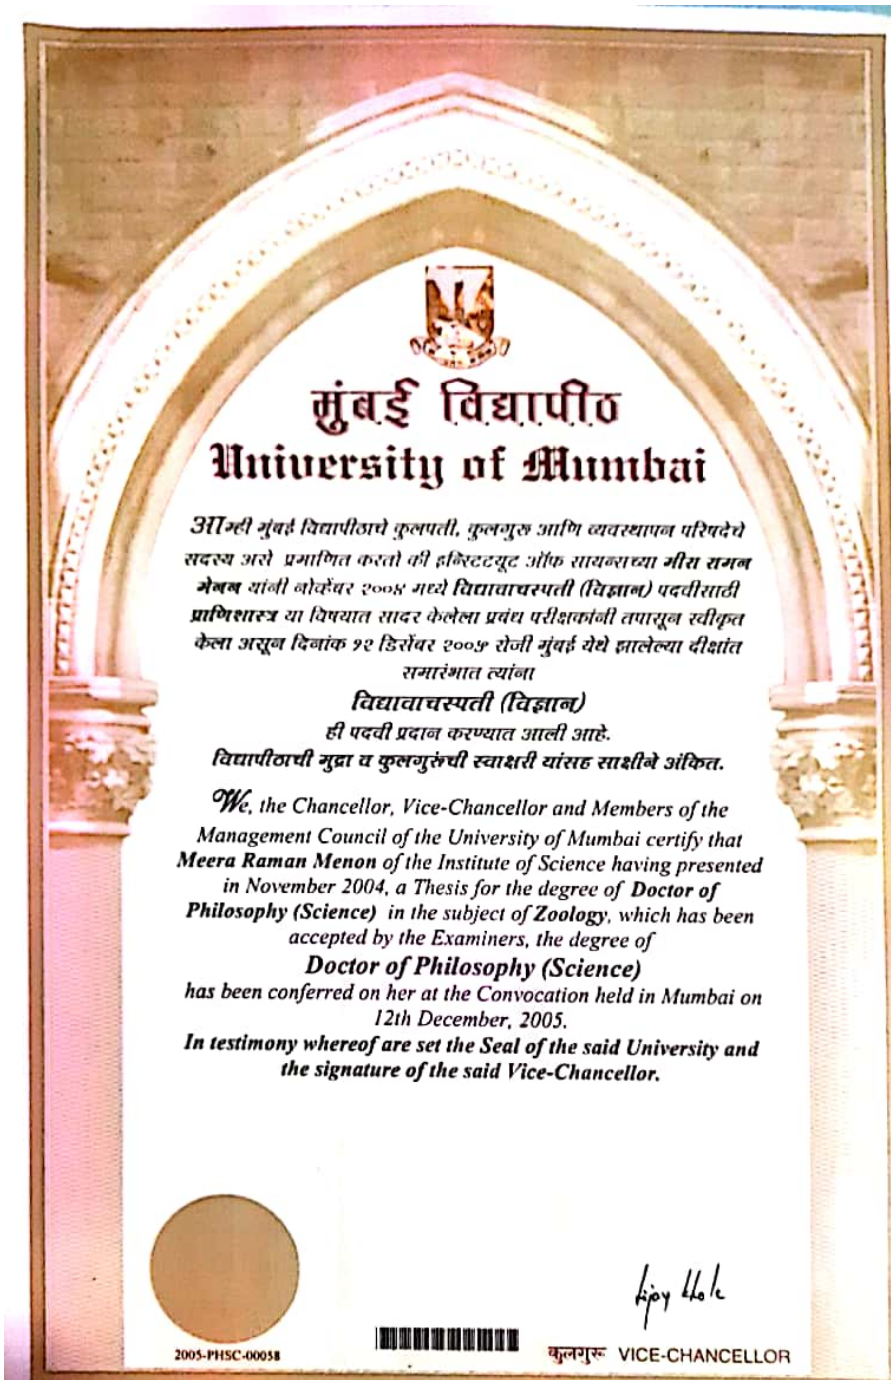 मुंबई विद्यापीठ
University of Mumbai
आम्ही मुंबई विद्यापीठाचे कुलपती, कुलगुरू आणि व्यवस्थापन परिषदेचे
सदस्य असे प्रमाणित करतो की इन्स्टिटयूट ऑफ सायन्सच्या मीरा रामन
मेनन यांनी नोव्हेंबर २००४ मध्ये विद्यावाचस्पती (विज्ञान) पदवीसाठी
प्राणिशास्त्र या विषयात सादर केलेला प्रबंध परीक्षकांनी तपासून स्वीकृत
केला असून दिनांक १२ डिसेंबर २००५ रोजी मुंबई येथे झालेल्या दीक्षांत
समारंभात त्यांना
विद्यावाचस्पती (विज्ञान)
ही पदवी प्रदान करण्यात आली आहे.
विद्यापीठाची मुद्रा व कुलगुरुंची स्वाक्षरी यांसह साक्षीने अंकित.
We, the Chancellor, Vice-Chancellor and Members of the
Management Council of the University of Mumbai certify that
Meera Raman Menon of the Institute of Science having presented
in November 2004, a Thesis for the degree of Doctor of
Philosophy (Science) in the subject of Zoology, which has been
accepted by the Examiners, the degree of
Doctor of Philosophy (Science)
has been conferred on her at the Convocation held in Mumbai on
12th December, 2005.
In testimony whereof are set the Seal of the said University and
the signature of the said Vice-Chancellor.
2005-PHSC-00058
कुलगुरू VICE-CHANCELLOR